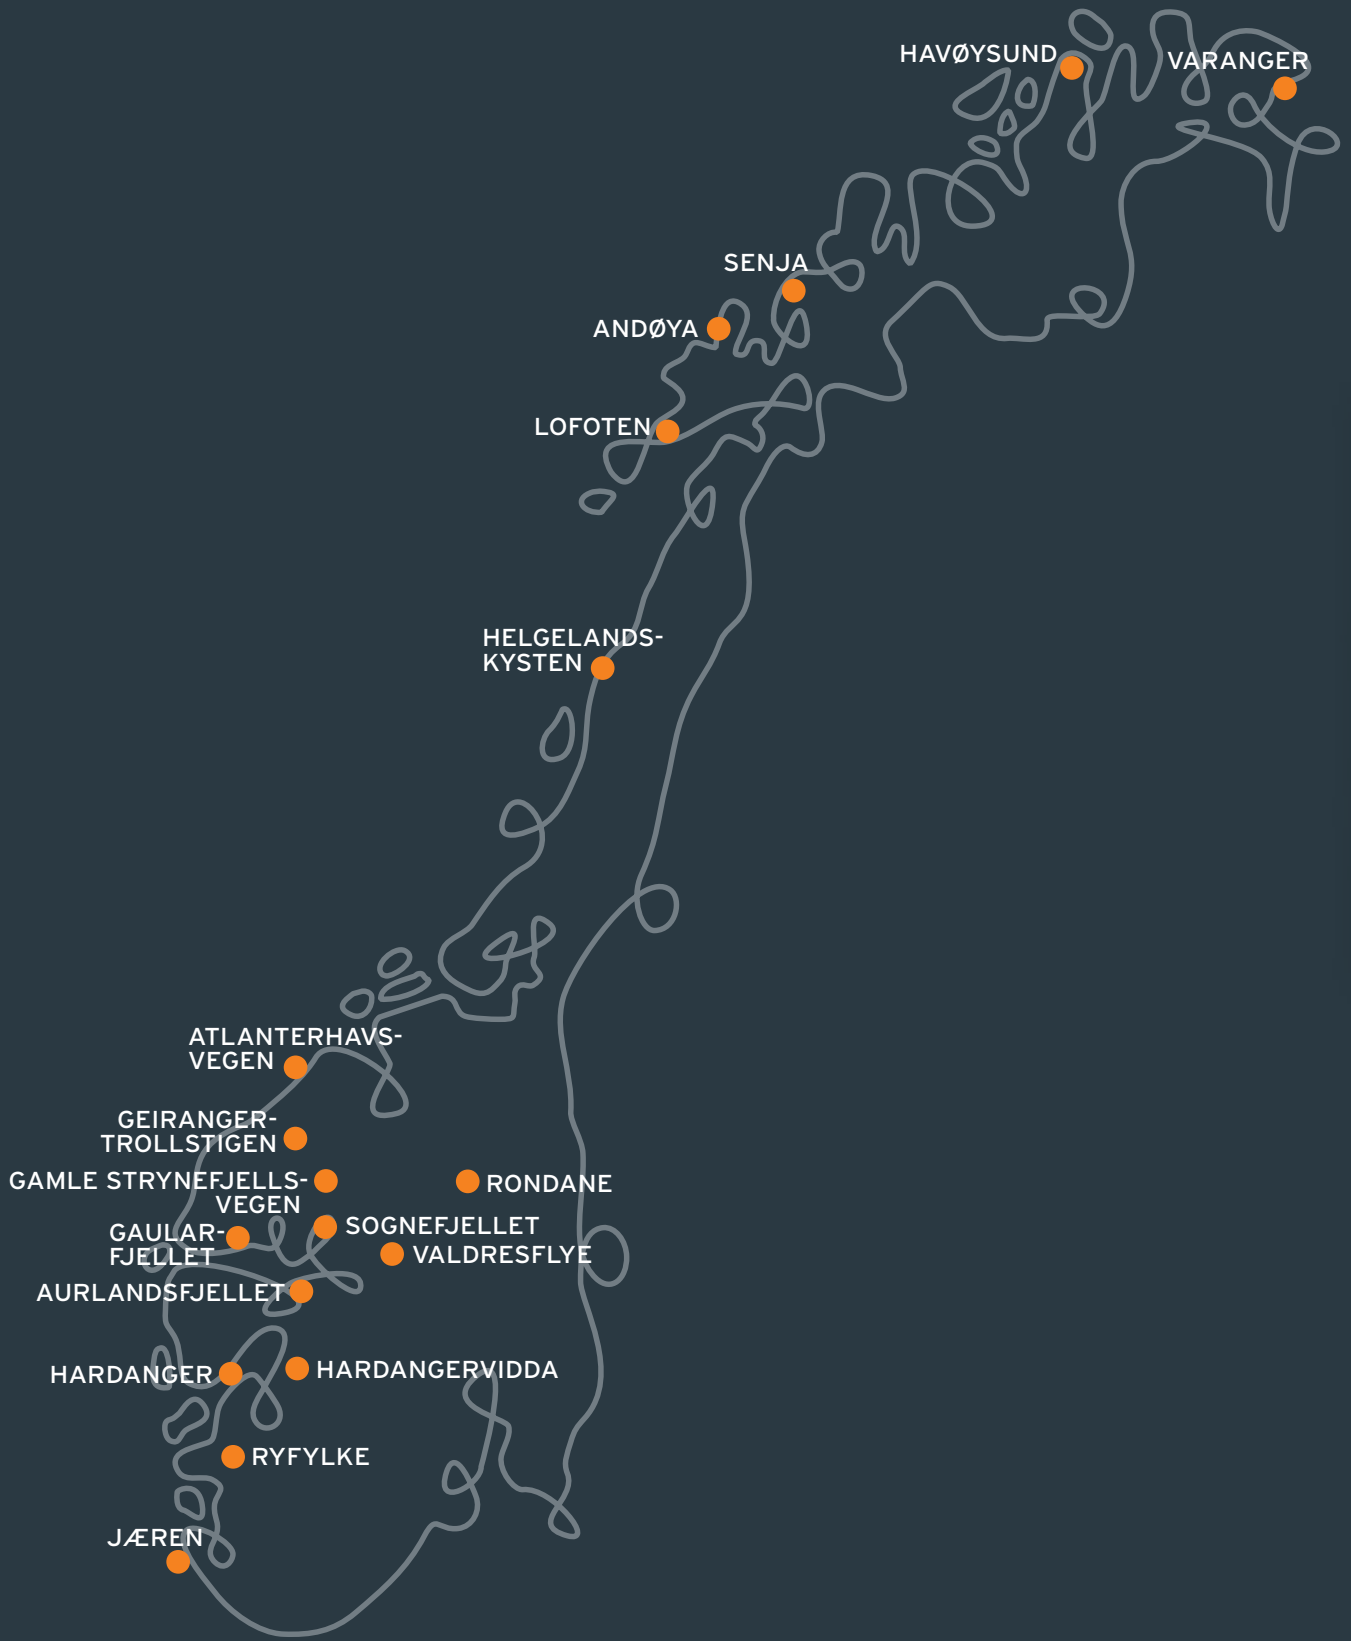 HAVØYSUND
VARANGER
SENJA
ANDØYA
LOFOTEN
HELGELANDS-
KYSTEN
ATLANTERHAVS-
VEGEN
GEIRANGER-
TROLLSTIGEN
GAMLE STRYNEFJELLS-
VEGEN
RONDANE
GAULAR-
FJELLET
SOGNEFJELLET
VALDRESFLYE
AURLANDSFJELLET
HARDANGER
HARDANGERVIDDA
RYFYLKE
JÆREN